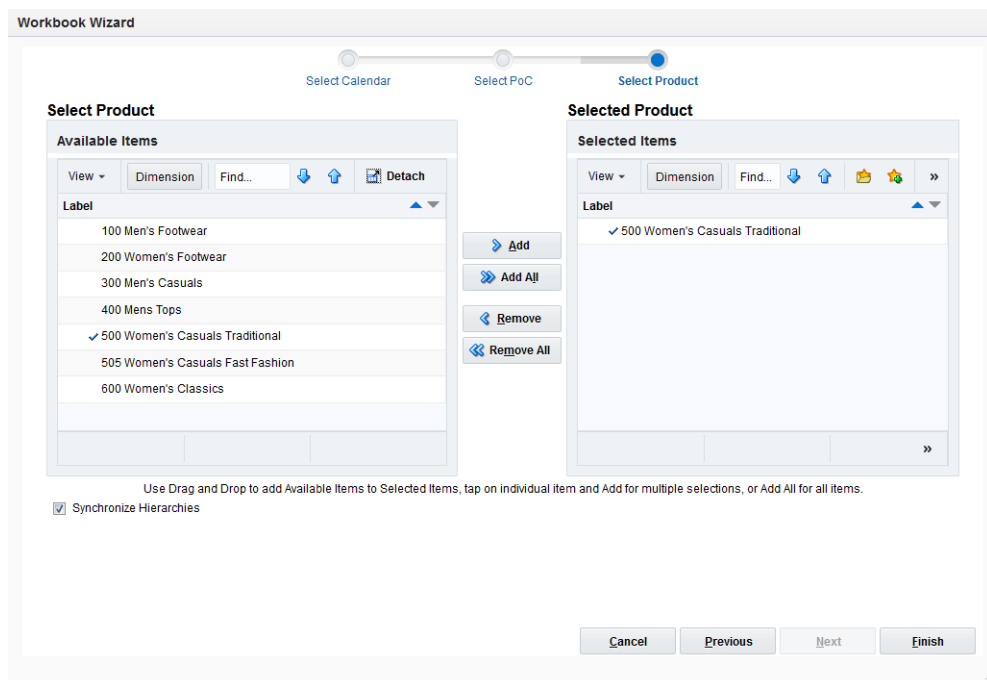 Workbook Wizard
Select Calendar Select PoC Select Product
Select Product Selected Product
Available Items Selected Items
View Dimension Find... Detach View Dimension Find... »
Label Label
100 Men's Footwear 500 Women's Casuals Traditional
200 Women's Footwear
300 Men's Casuals
400 Mens Tops
500 Women's Casuals Traditional
505 Women's Casuals Fast Fashion
600 Women's Classics
Add
Add All
Remove
Remove All
»
Use Drag and Drop to add Available Items to Selected Items, tap on individual item and Add for multiple selections, or Add All for all items.
Synchronize Hierarchies
Cancel Previous Next Finish